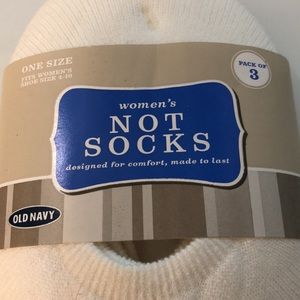 ONE SIZE
FITS WOMEN'S
SHOE SIZE 4-10
PACK OF
3
women's
NOT
SOCKS
designed for comfort, made to last
OLD NAVY